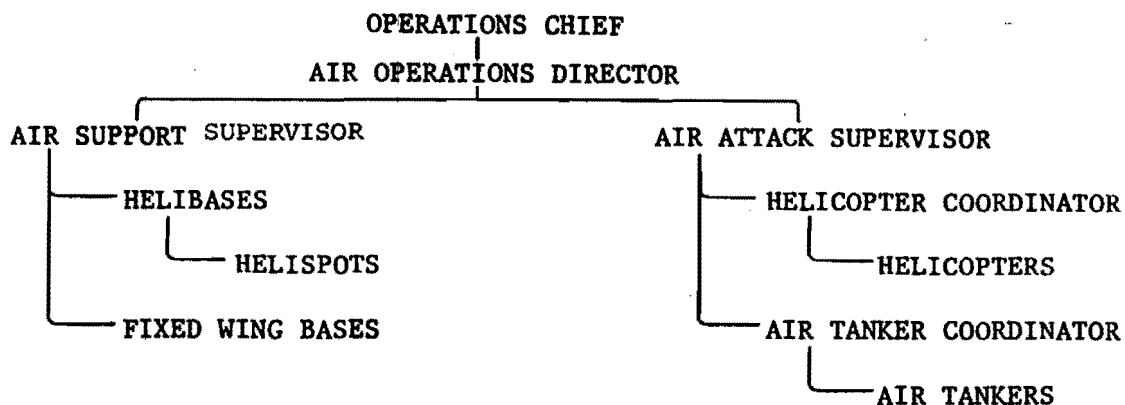 OPERATIONS CHIEF
AIR OPERATIONS DIRECTOR
AIR SUPPORT SUPERVISOR
AIR ATTACK SUPERVISOR
HELIBASES
HELICOPTER COORDINATOR
HELISPOTS
HELICOPTERS
FIXED WING BASES
AIR TANKER COORDINATOR
AIR TANKERS